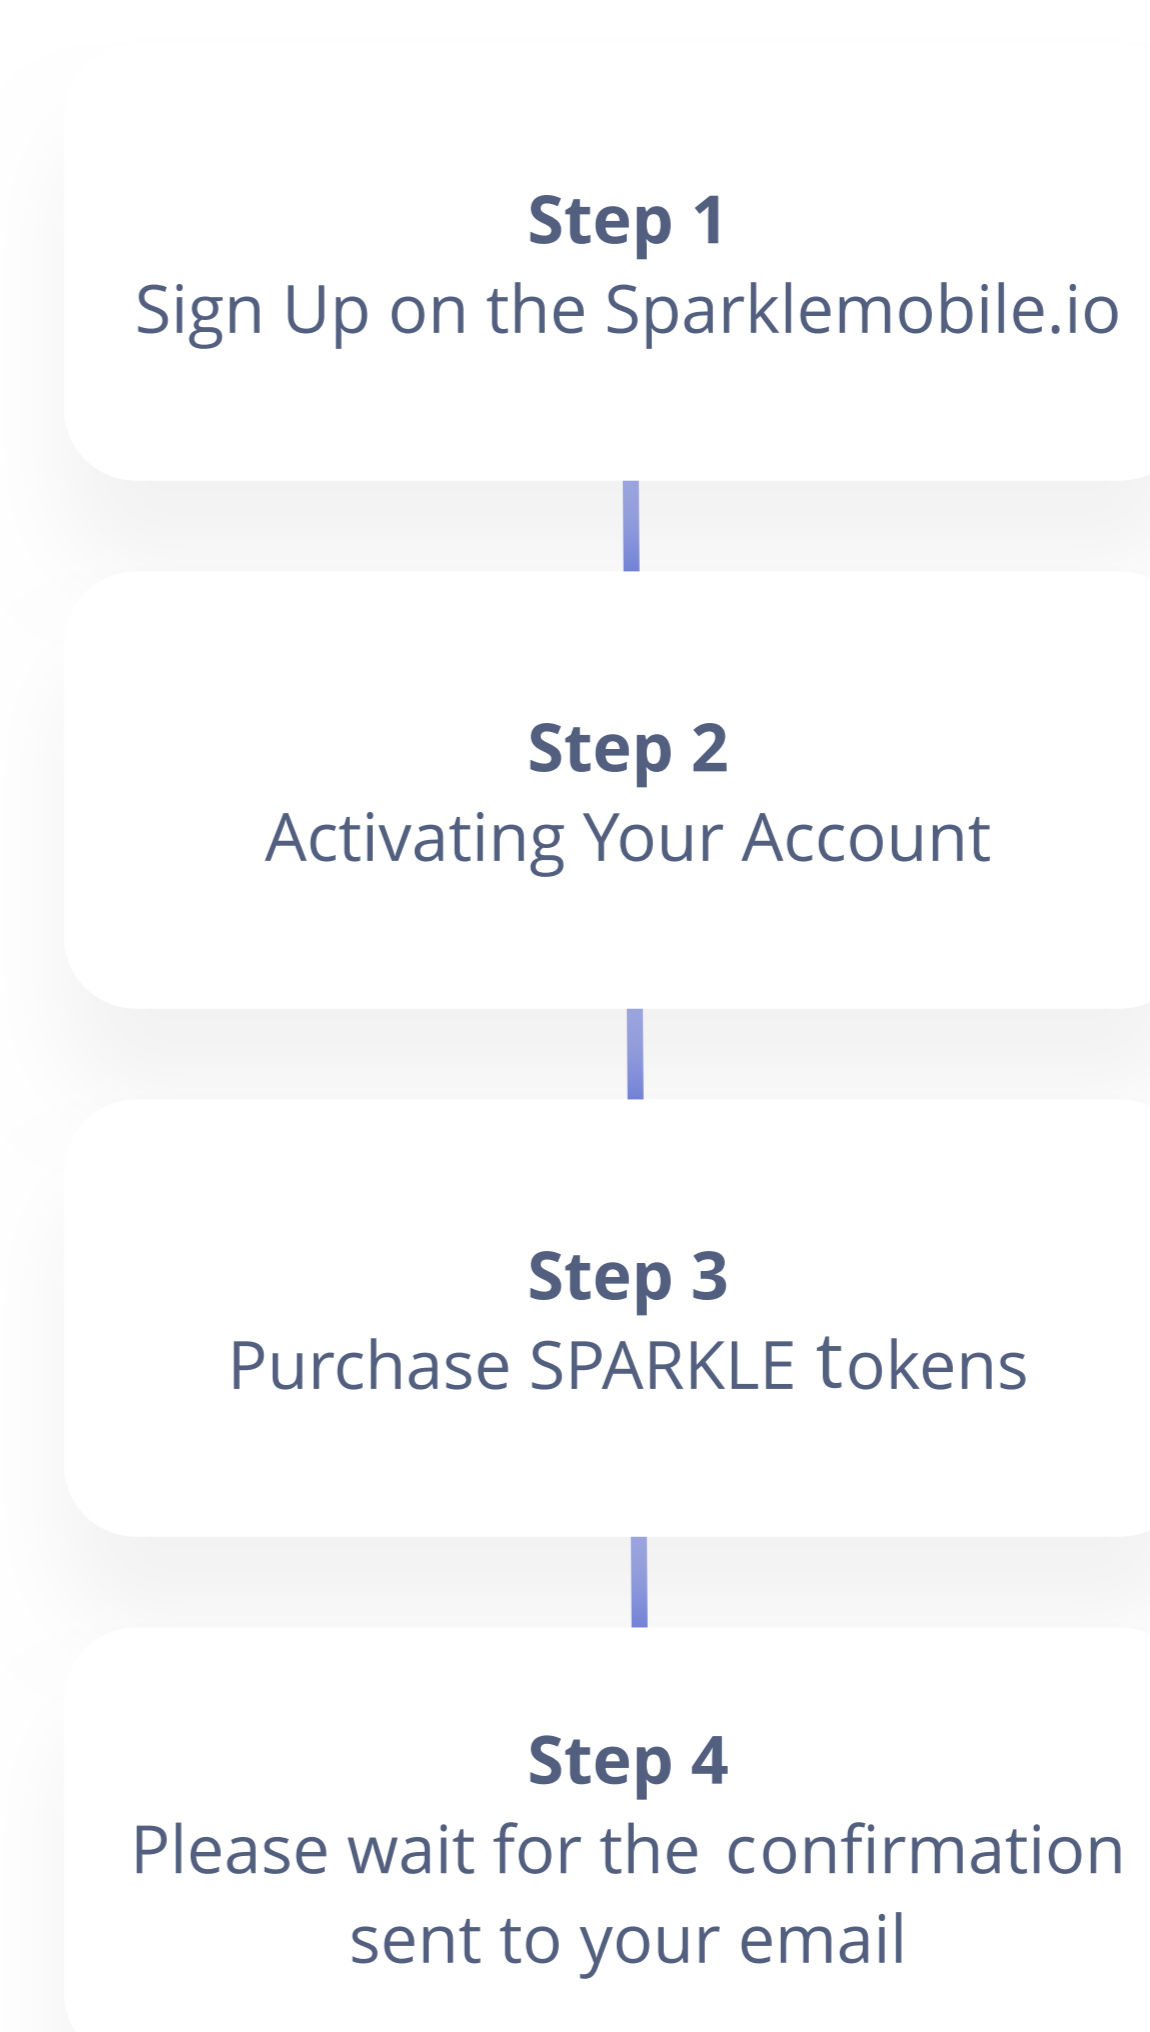 Step 1
Sign Up on the Sparklemobile.io
Step 2
Activating Your Account
Step 3
Purchase SPARKLE tokens
Step 4
Please wait for the confirmation
sent to your email